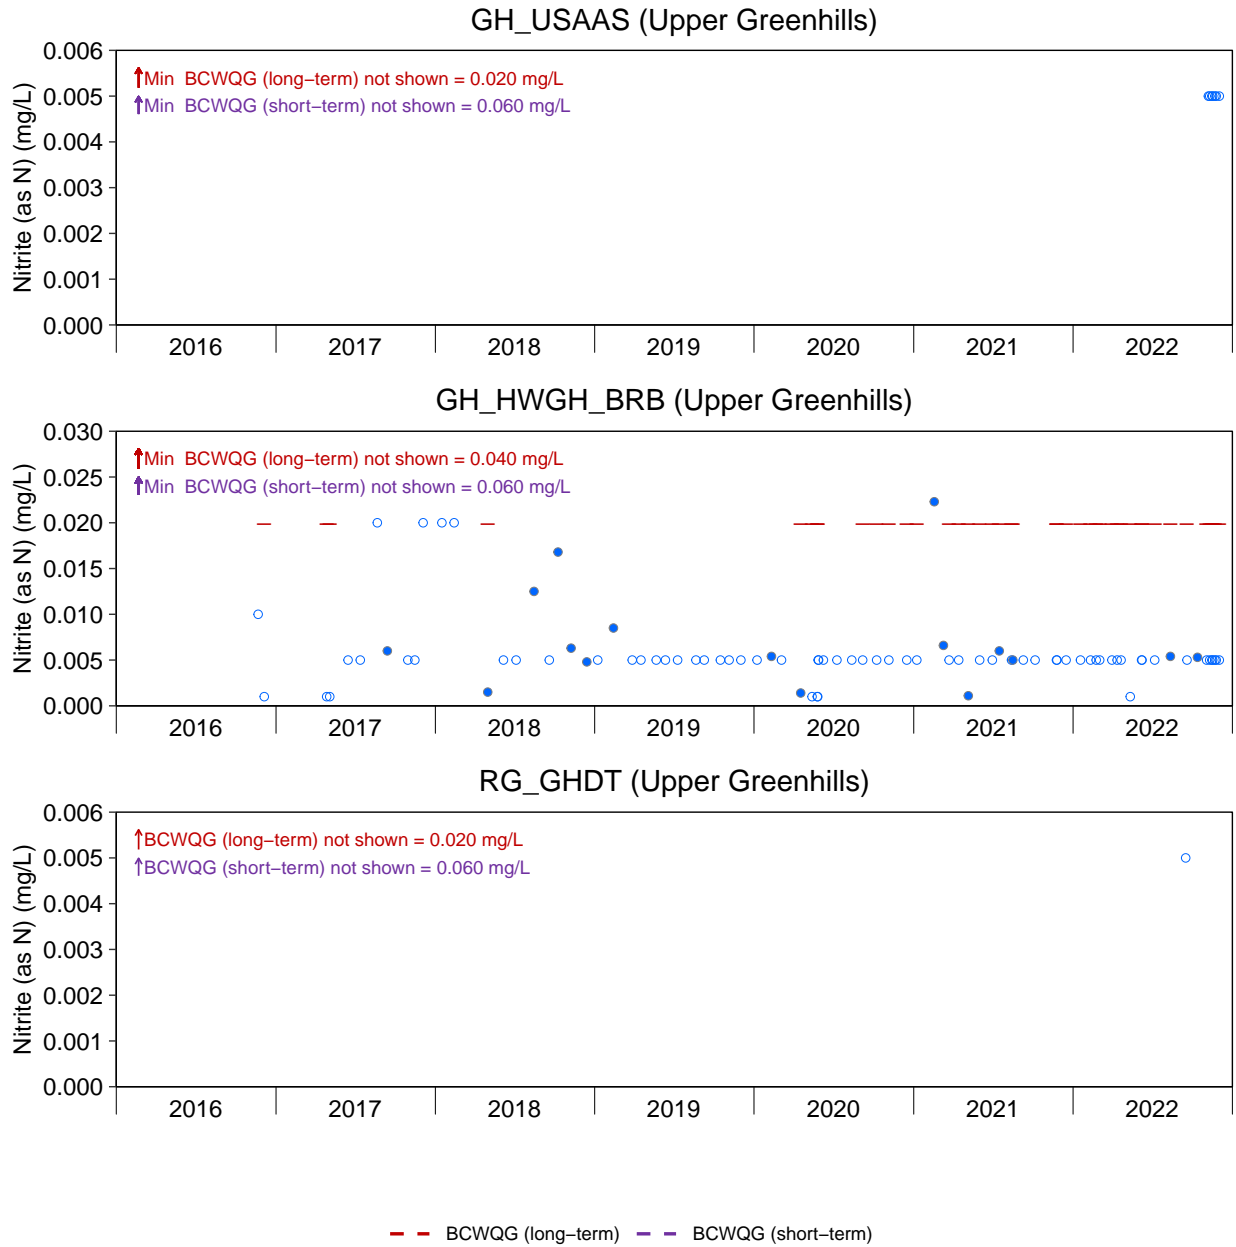 GH_USAAS (Upper Greenhills)
Nitrite (as N) (mg/L)
0.006
0.005
0.004
0.003
0.002
0.001
0.000
↑Min BCWQG (long−term) not shown = 0.020 mg/L
↑Min BCWQG (short−term) not shown = 0.060 mg/L
2016 2017 2018 2019 2020 2021 2022
GH_HWGH_BRB (Upper Greenhills)
Nitrite (as N) (mg/L)
0.030
0.025
0.020
0.015
0.010
0.005
0.000
↑Min BCWQG (long−term) not shown = 0.040 mg/L
↑Min BCWQG (short−term) not shown = 0.060 mg/L
2016 2017 2018 2019 2020 2021 2022
RG_GHDT (Upper Greenhills)
Nitrite (as N) (mg/L)
0.006
0.005
0.004
0.003
0.002
0.001
0.000
↑BCWQG (long−term) not shown = 0.020 mg/L
↑BCWQG (short−term) not shown = 0.060 mg/L
2016 2017 2018 2019 2020 2021 2022
BCWQG (long−term) BCWQG (short−term)